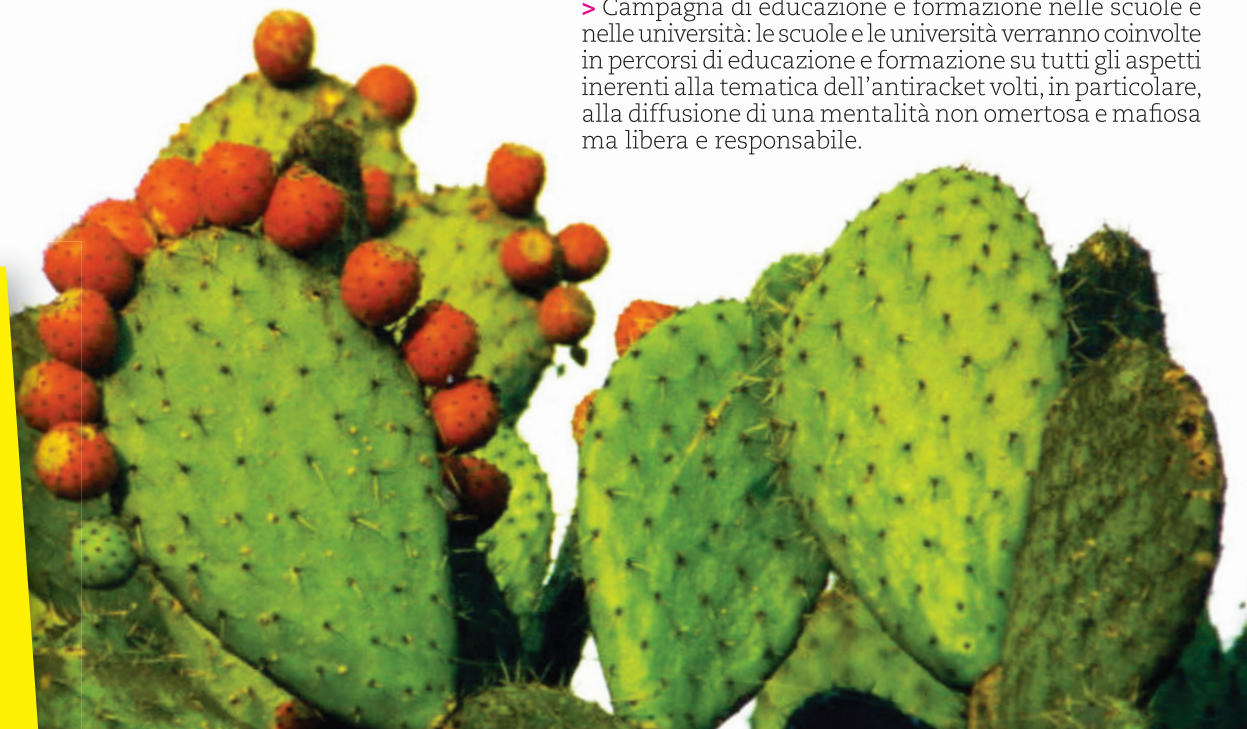 > Campagna di educazione e formazione nelle scuole e
nelle università: le scuole e le università verranno coinvolte
in percorsi di educazione e formazione su tutti gli aspetti
inerenti alla tematica dell'antiracket volti, in particolare,
alla diffusione di una mentalità non omertosa e mafiosa
ma libera e responsabile.